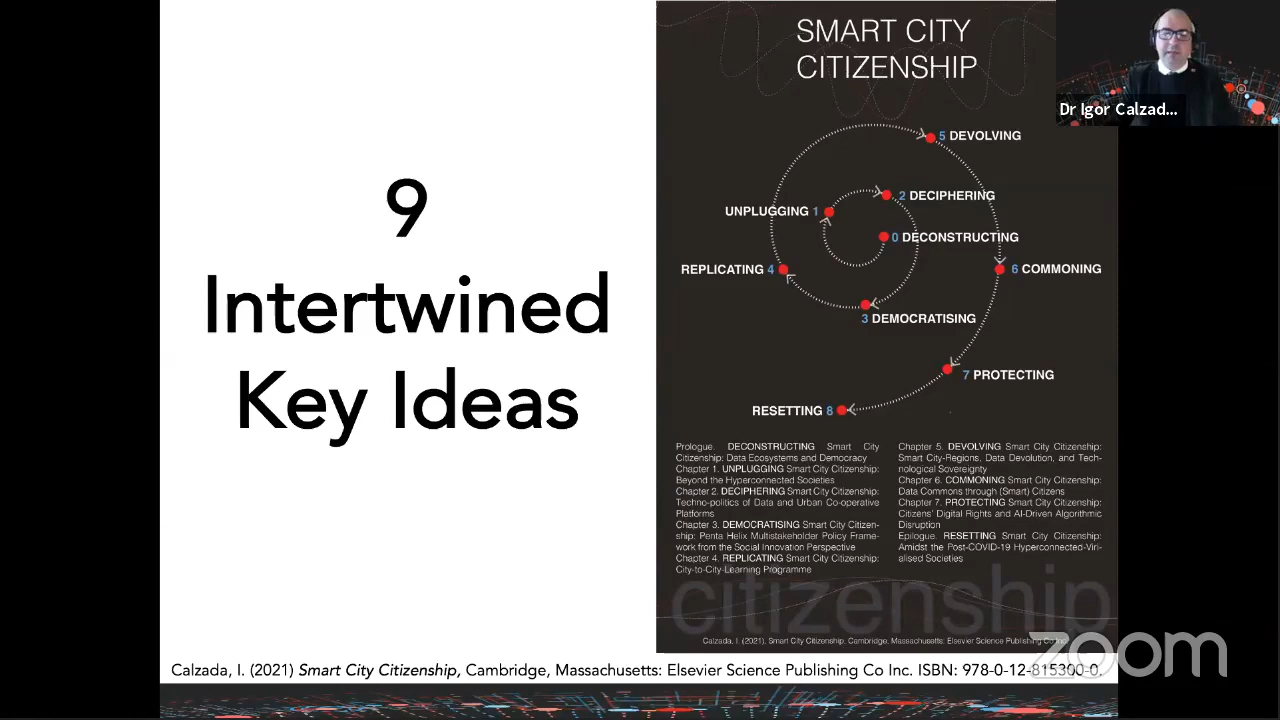 9
Intertwined
Key Ideas
SMART CITY
CITIZENSHIP
5 DEVOLVING
2 DECIPHERING
UNPLUGGING 1
0 DECONSTRUCTING
REPLICATING 4
6 COMMONING
3 DEMOCRATISING
7 PROTECTING
RESETTING 8
Prologue. DECONSTRUCTING Smart City
Citizenship: Data Ecosystems and Democracy
Chapter 1. UNPLUGGING Smart City Citizenship:
Beyond the Hyperconnected Societies
Chapter 2. DECIPHERING Smart City Citizenship:
Techno-politics of Data and Urban Co-operative
Platforms
Chapter 3. DEMOCRATISING Smart City Citizen-
ship: Penta Helix Multistakeholder Policy Frame-
work from the Social Innovation Perspective
Chapter 4. REPLICATING Smart City Citizenship:
City-to-City-Learning Programme
Chapter 5. DEVOLVING Smart City Citizenship:
Smart City-Regions, Data Devolution, and Tech-
nological Sovereignty
Chapter 6. COMMONING Smart City Citizenship:
Data Commons through (Smart) Citizens
Chapter 7. PROTECTING Smart City Citizenship:
Citizens' Digital Rights and AI-Driven Algorithmic
Disruption
Epilogue. RESETTING Smart City Citizenship:
Amidst the Post-COVID-19 Hyperconnected-Viri-
alised Societies
citizenship
Calzada, I. (2021), Smart City Citizenship, Cambridge, Massachusetts: Elsevier Science Publishing Co Inc.
Calzada, I. (2021) Smart City Citizenship, Cambridge, Massachusetts: Elsevier Science Publishing Co Inc. ISBN: 978-0-12-815300-0.
Dr Igor Calzad...
zoom